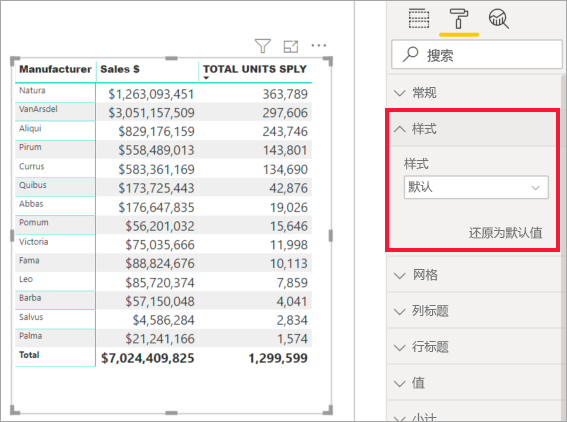 Manufacturer Sales $ TOTAL UNITS SPLY
Natura $1,263,093,451 363,789
VanArsdel $3,051,157,509 297,606
Aliqui $829,176,159 243,746
Pirum $558,489,013 143,801
Currus $583,361,169 134,690
Quibus $173,725,443 42,876
Abbas $176,647,835 19,026
Pomum $56,201,032 15,646
Victoria $75,035,666 11,998
Fama $88,824,676 10,113
Leo $85,720,374 7,859
Barba $57,150,048 4,041
Salvus $4,586,284 2,834
Palma $21,241,166 1,574
Total $7,024,409,825 1,299,599
搜索
常规
样式
样式
默认
还原为默认值
网格
列标题
行标题
值
小计